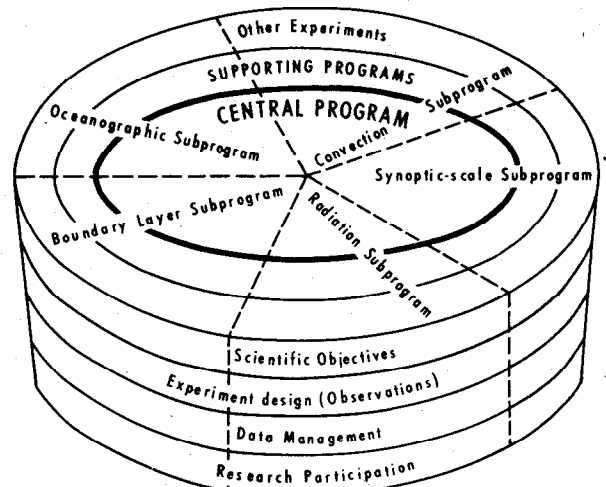 Other Experiments
SUPPORTING PROGRAMS
CENTRAL PROGRAM
Oceanographic Subprogram
Convection Subprogram
Synoptic-scale Subprogram
Boundary Layer Subprogram
Radiation Subprogram
Scientific Objectives
Experiment design (Observations)
Data Management
Research Participation